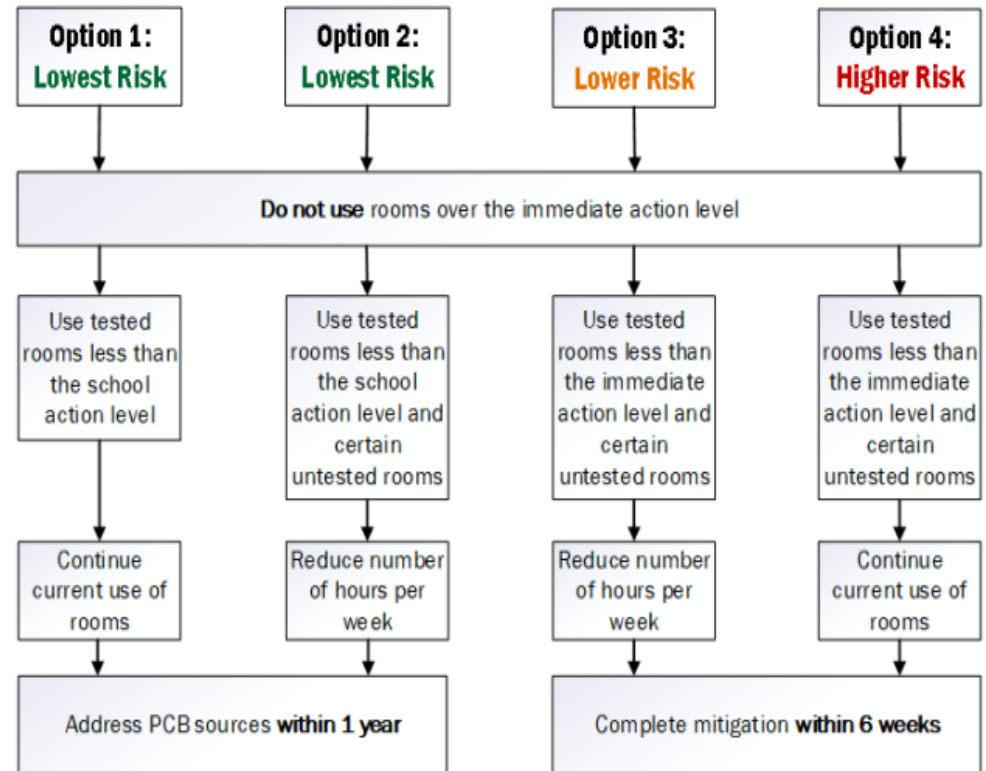 Option 1:
Lowest Risk
Option 2:
Lowest Risk
Option 3:
Lower Risk
Option 4:
Higher Risk
Do not use rooms over the immediate action level
Use tested
rooms less than
the school
action level
Use tested
rooms less than
the school
action level and
certain
untested rooms
Use tested
rooms less than
the immediate
action level and
certain
untested rooms
Use tested
rooms less than
the immediate
action level and
certain
untested rooms
Continue
current use of
rooms
Reduce number
of hours per
week
Reduce number
of hours per
week
Continue
current use of
rooms
Address PCB sources within 1 year
Complete mitigation within 6 weeks